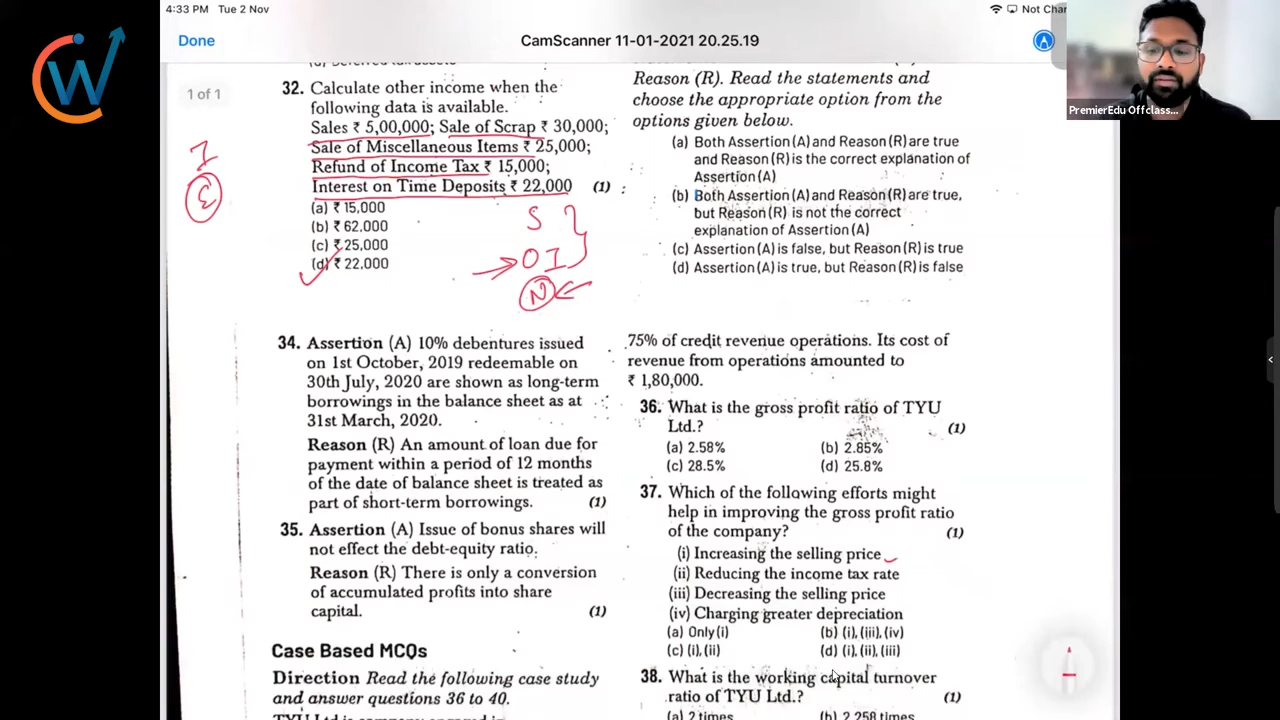 4:33 PM Tue 2 Nov
Not Char
Done
CamScanner 11-01-2021 20.25.19
W
PremierEdu Offclass...
1 of 1
32. Calculate other income when the
following data is available.
Sales ₹ 5,00,000; Sale of Scrap ₹ 30,000;
Sale of Miscellaneous Items ₹ 25,000;
Refund of Income Tax ₹ 15,000;
Interest on Time Deposits ₹ 22,000 (1)
(a) ₹ 15,000
(b) ₹ 62,000
(c) ₹ 25,000
(d) ₹ 22,000
S
O I
N
I
Reason (R). Read the statements and
choose the appropriate option from the
options given below.
(a) Both Assertion (A) and Reason (R) are true
and Reason (R) is the correct explanation of
Assertion (A)
(b) Both Assertion (A) and Reason (R) are true,
but Reason (R) is not the correct
explanation of Assertion (A)
(c) Assertion (A) is false, but Reason (R) is true
(d) Assertion (A) is true, but Reason (R) is false
34. Assertion (A) 10% debentures issued
on 1st October, 2019 redeemable on
30th July, 2020 are shown as long-term
borrowings in the balance sheet as at
31st March, 2020.
Reason (R) An amount of loan due for
payment within a period of 12 months
of the date of balance sheet is treated as
part of short-term borrowings. (1)
35. Assertion (A) Issue of bonus shares will
not effect the debt-equity ratio.
Reason (R) There is only a conversion
of accumulated profits into share
capital. (1)
Case Based MCQs
Direction Read the following case study
and answer questions 36 to 40.
75% of credit revenue operations. Its cost of
revenue from operations amounted to
₹ 1,80,000.
36. What is the gross profit ratio of TYU
Ltd.? (1)
(a) 2.58% (b) 2.85%
(c) 28.5% (d) 25.8%
37. Which of the following efforts might
help in improving the gross profit ratio
of the company? (1)
(i) Increasing the selling price
(ii) Reducing the income tax rate
(iii) Decreasing the selling price
(iv) Charging greater depreciation
(a) Only (i) (b) (i), (iii), (iv)
(c) (i), (ii) (d) (i), (ii), (iii)
38. What is the working capital turnover
ratio of TYU Ltd.? (1)
(a) 2 times (b) 2.258 times